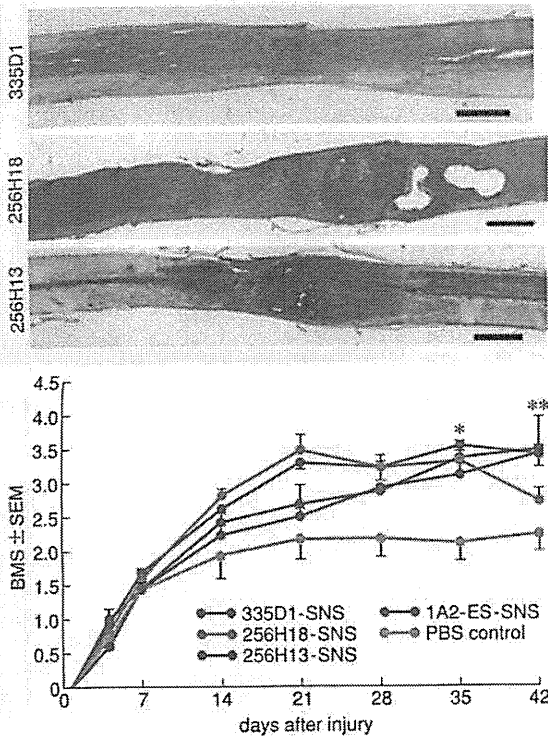 335D1
256H18
256H13
4.5
4.0
3.5
3.0
2.5
2.0
1.5
1.0
0.5
0
BMS ± SEM
*
**
335D1-SNS
256H18-SNS
256H13-SNS
1A2-ES-SNS
PBS control
0 7 14 21 28 35 42
days after injury